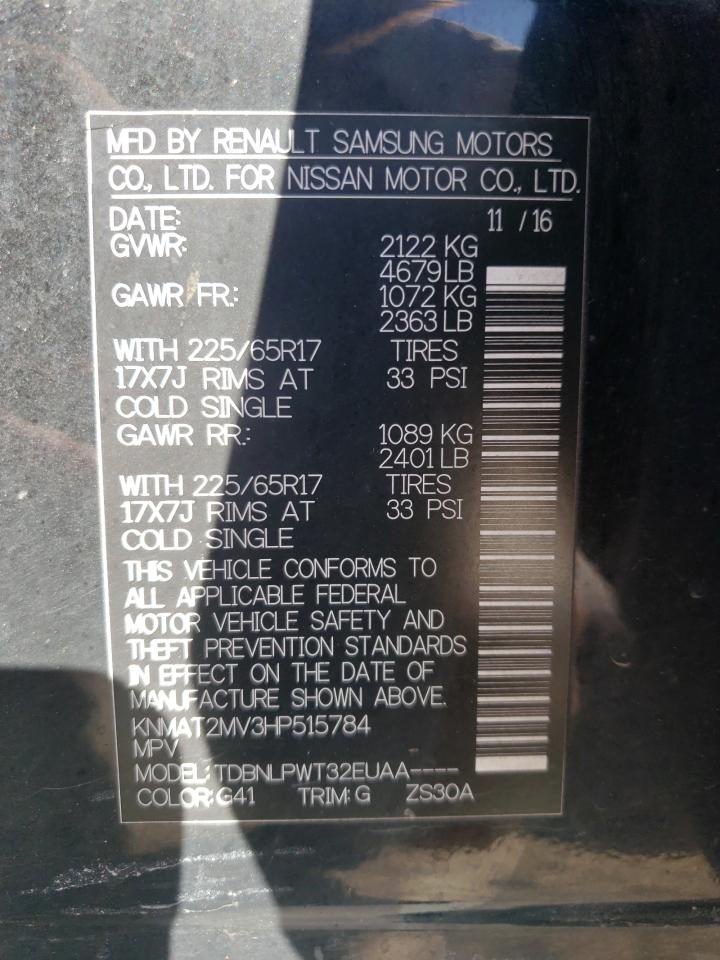 MFD BY RENAULT SAMSUNG MOTORS
CO., LTD. FOR NISSAN MOTOR CO., LTD.
DATE: 11 / 16
GVWR: 2122 KG
4679 LB
GAWR FR.: 1072 KG
2363 LB
WITH 225/65R17 TIRES
17X7J RIMS AT 33 PSI
COLD SINGLE
GAWR RR.: 1089 KG
2401 LB
WITH 225/65R17 TIRES
17X7J RIMS AT 33 PSI
COLD SINGLE
THIS VEHICLE CONFORMS TO
ALL APPLICABLE FEDERAL
MOTOR VEHICLE SAFETY AND
THEFT PREVENTION STANDARDS
IN EFFECT ON THE DATE OF
MANUFACTURE SHOWN ABOVE.
KNMAT2MV3HP515784
MPV
MODEL: TDBNLPWT32EUAA----
COLOR: G41 TRIM: G ZS30A